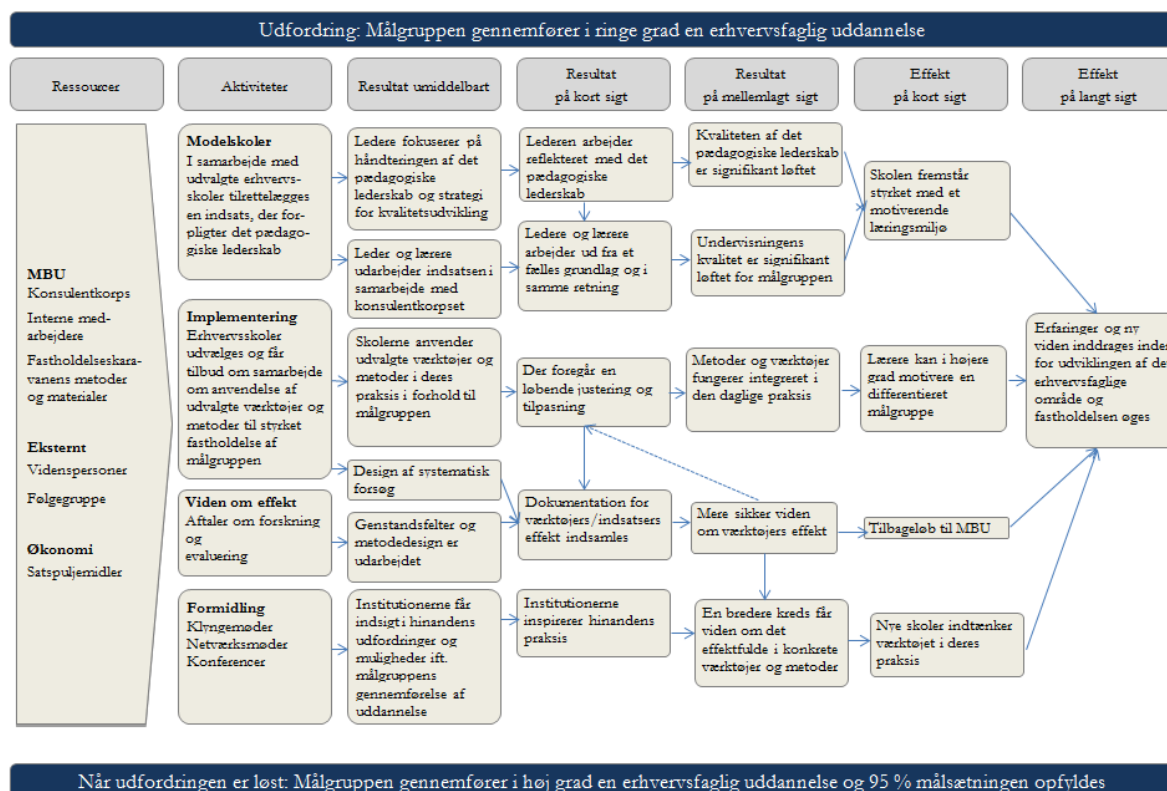 Udfordring: Målgruppen gennemfører i ringe grad en erhvervsfaglig uddannelse
Ressourcer
Aktiviteter
Resultat umiddelbart
Resultat
på kort sigt
Resultat
på mellemlagt sigt
Effekt
på kort sigt
Effekt
på langt sigt
MBU
Konsulentkorps
Interne med-
arbejdere
Fastholdelseskara-
vanens metoder
og materialer
Eksternt
Videnspersoner
Følgegruppe
Økonomi
Satspuljemidler
Modelskoler
I samarbejde med
udvalgte erhvervs-
skoler tilrettelægges
en indsats, der for-
pligter det pædago-
giske lederskab
Implementering
Erhvervsskoler
udvælges og får
tilbud om samarbejde
om anvendelse af
udvalgte værktøjer og
metoder til styrket
fastholdelse af
målgruppen
Viden om effekt
Aftaler om forskning
og
evaluering
Formidling
Klyngemøder
Netværksmøder
Konferencer
Ledere fokuserer på
håndteringen af det
pædagogiske
lederskab og strategi
for kvalitetsudvikling
Leder og lærere
udarbejder indsatsen i
samarbejde med
konsulentkorpset
Skolerne anvender
udvalgte værktøjer og
metoder i deres
praksis i forhold til
målgruppen
Design af systematisk
forsøg
Genstandsfelter og
metodedesign er
udarbejdet
Institutionerne får
indsigt i hinandens
udfordringer og
muligheder ift.
målgruppens
gennemførelse af
uddannelse
Lederen arbejder
reflekteret med det
pædagogiske
lederskab
Ledere og lærere
arbejder ud fra et
fælles grundlag og i
samme retning
Der foregår en
løbende justering og
tilpasning
Dokumentation for
værktøjers/indsatsers
effekt indsamles
Institutionerne
inspirerer hinandens
praksis
Kvaliteten af det
pædagogiske lederskab
er signifikant løftet
Undervisningens
kvalitet er signifikant
løftet for målgruppen
Metoder og værktøjer
fungerer integreret i
den daglige praksis
Mere sikker viden
om værktøjers effekt
En bredere kreds får
viden om det
effektfulde i konkrete
værktøjer og metoder
Skolen fremstår
styrket med et
motiverende
læringsmiljø
Lærere kan i højere
grad motivere en
differentieret
målgruppe
Tilbageløb til MBU
Nye skoler indtænker
værktøjet i deres
praksis
Erfaringer og ny
viden inddrages inden
for udviklingen af det
erhvervsfaglige
område og
fastholdelsen øges
Når udfordringen er løst: Målgruppen gennemfører i høj grad en erhvervsfaglig uddannelse og 95 % målsætningen opfyldes